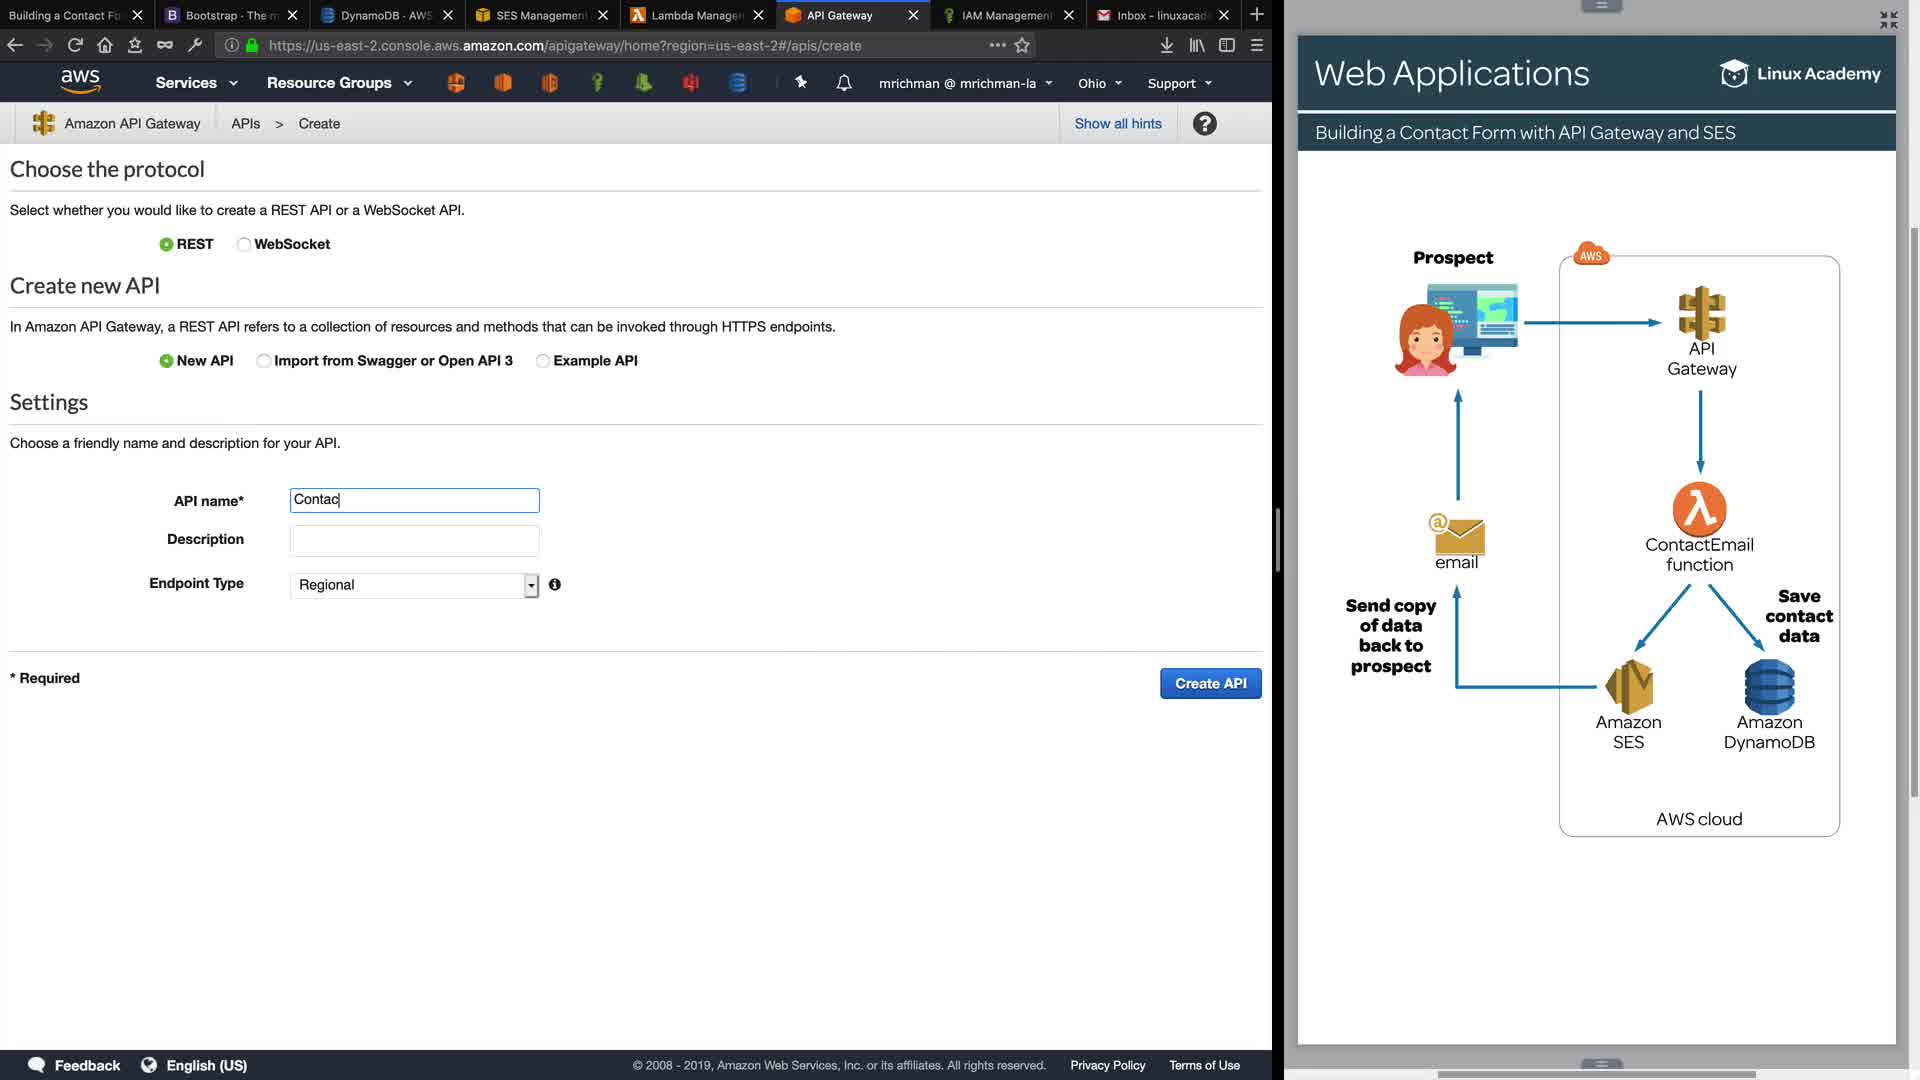 Building a Contact Fo
Bootstrap · The m
DynamoDB · AWS
SES Management
Lambda Manager
API Gateway
IAM Management
Inbox - linuxacade
https://us-east-2.console.aws.amazon.com/apigateway/home?region=us-east-2#/apis/create
aws
Services
Resource Groups
mrichman @ mrichman-la
Ohio
Support
Amazon API Gateway
APIs > Create
Show all hints
Choose the protocol
Select whether you would like to create a REST API or a WebSocket API.
REST
WebSocket
Create new API
In Amazon API Gateway, a REST API refers to a collection of resources and methods that can be invoked through HTTPS endpoints.
New API
Import from Swagger or Open API 3
Example API
Settings
Choose a friendly name and description for your API.
API name*
Contac
Description
Endpoint Type
Regional
* Required
Create API
Feedback
English (US)
© 2008 - 2019, Amazon Web Services, Inc. or its affiliates. All rights reserved.
Privacy Policy
Terms of Use
Web Applications
Linux Academy
Building a Contact Form with API Gateway and SES
Prospect
AWS
API
Gateway
ContactEmail
function
email
Send copy
of data
back to
prospect
Save
contact
data
Amazon
SES
Amazon
DynamoDB
AWS cloud